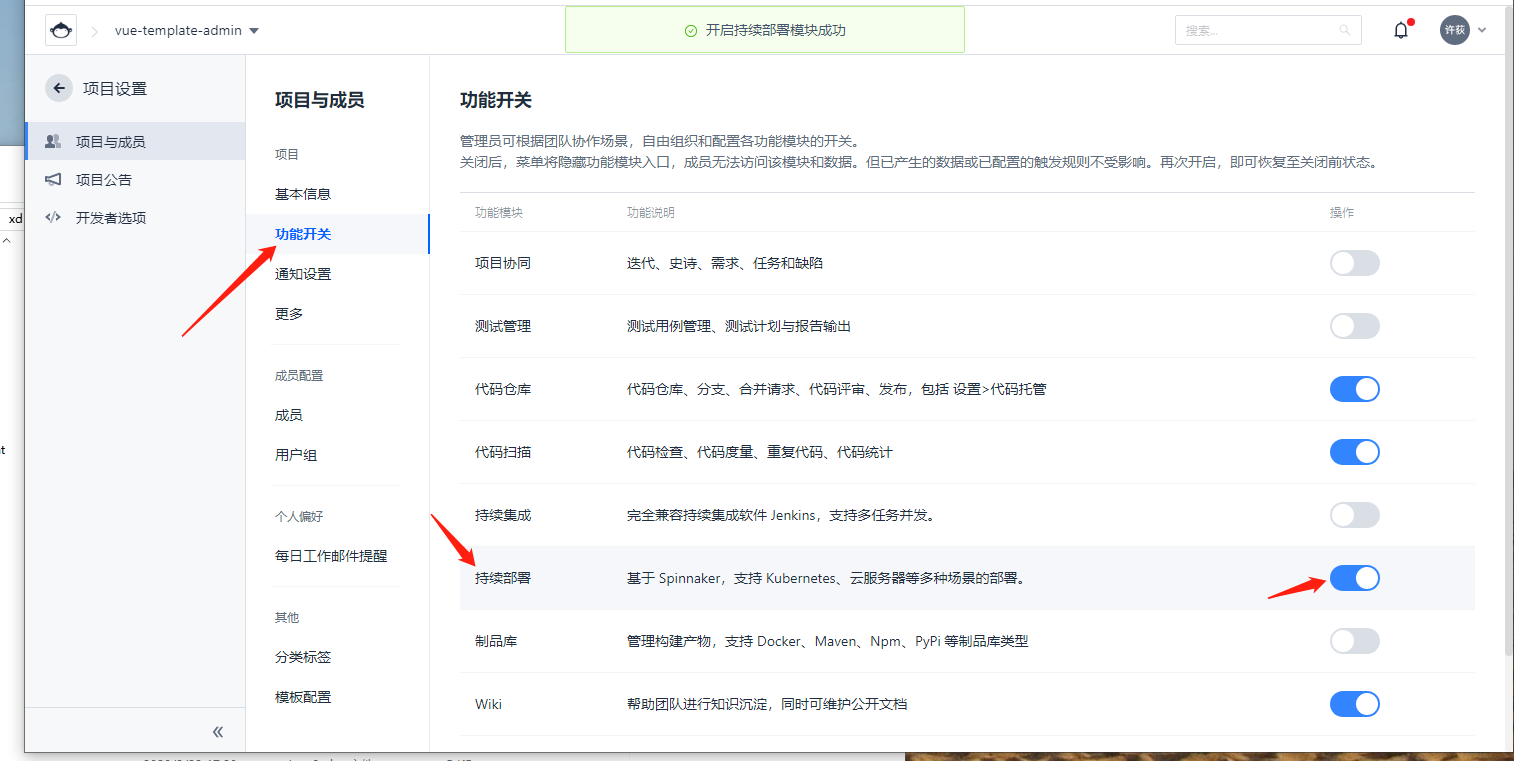 vue-template-admin
开启持续部署模块成功
搜索...
许荻
项目设置
项目与成员
项目公告
开发者选项
xd
项目与成员
项目
基本信息
功能开关
通知设置
更多
成员配置
成员
用户组
个人偏好
每日工作邮件提醒
其他
分类标签
模板配置
功能开关
管理员可根据团队协作场景，自由组织和配置各功能模块的开关。
关闭后，菜单将隐藏功能模块入口，成员无法访问该模块和数据。但已产生的数据或已配置的触发规则不受影响。再次开启，即可恢复至关闭前状态。
功能模块 功能说明 操作
项目协同 迭代、史诗、需求、任务和缺陷
测试管理 测试用例管理、测试计划与报告输出
代码仓库 代码仓库、分支、合并请求、代码评审、发布，包括 设置>代码托管
代码扫描 代码检查、代码度量、重复代码、代码统计
持续集成 完全兼容持续集成软件 Jenkins，支持多任务并发。
持续部署 基于 Spinnaker，支持 Kubernetes、云服务器等多种场景的部署。
制品库 管理构建产物，支持 Docker、Maven、Npm、PyPi 等制品库类型
Wiki 帮助团队进行知识沉淀，同时可维护公开文档